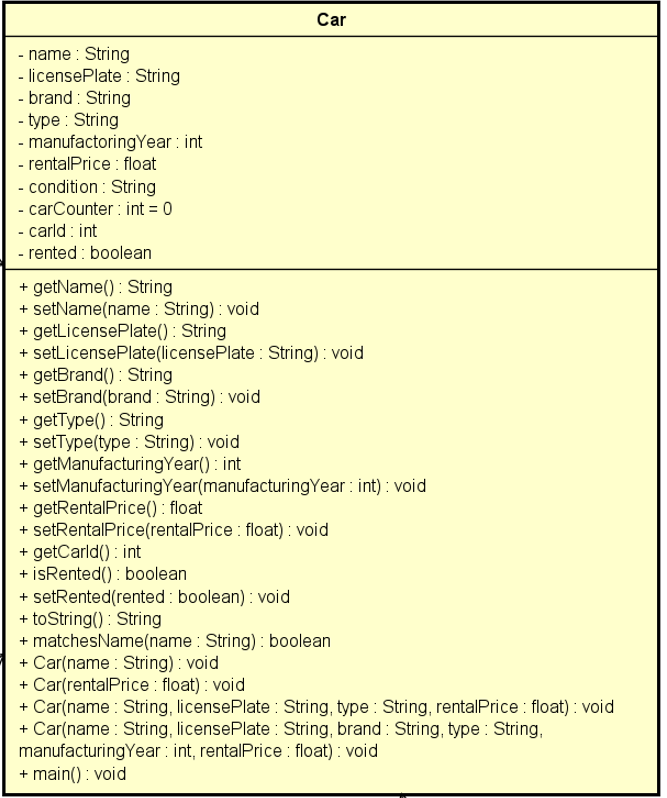 Car
- name : String
- licensePlate : String
- brand : String
- type : String
- manufactoringYear : int
- rentalPrice : float
- condition : String
- carCounter : int = 0
- carId : int
- rented : boolean
+ getName() : String
+ setName(name : String) : void
+ getLicensePlate() : String
+ setLicensePlate(licensePlate : String) : void
+ getBrand() : String
+ setBrand(brand : String) : void
+ getType() : String
+ setType(type : String) : void
+ getManufacturingYear() : int
+ setManufacturingYear(manufacturingYear : int) : void
+ getRentalPrice() : float
+ setRentalPrice(rentalPrice : float) : void
+ getCarId() : int
+ isRented() : boolean
+ setRented(rented : boolean) : void
+ toString() : String
+ matchesName(name : String) : boolean
+ Car(name : String) : void
+ Car(rentalPrice : float) : void
+ Car(name : String, licensePlate : String, type : String, rentalPrice : float) : void
+ Car(name : String, licensePlate : String, brand : String, type : String,
manufacturingYear : int, rentalPrice : float) : void
+ main() : void